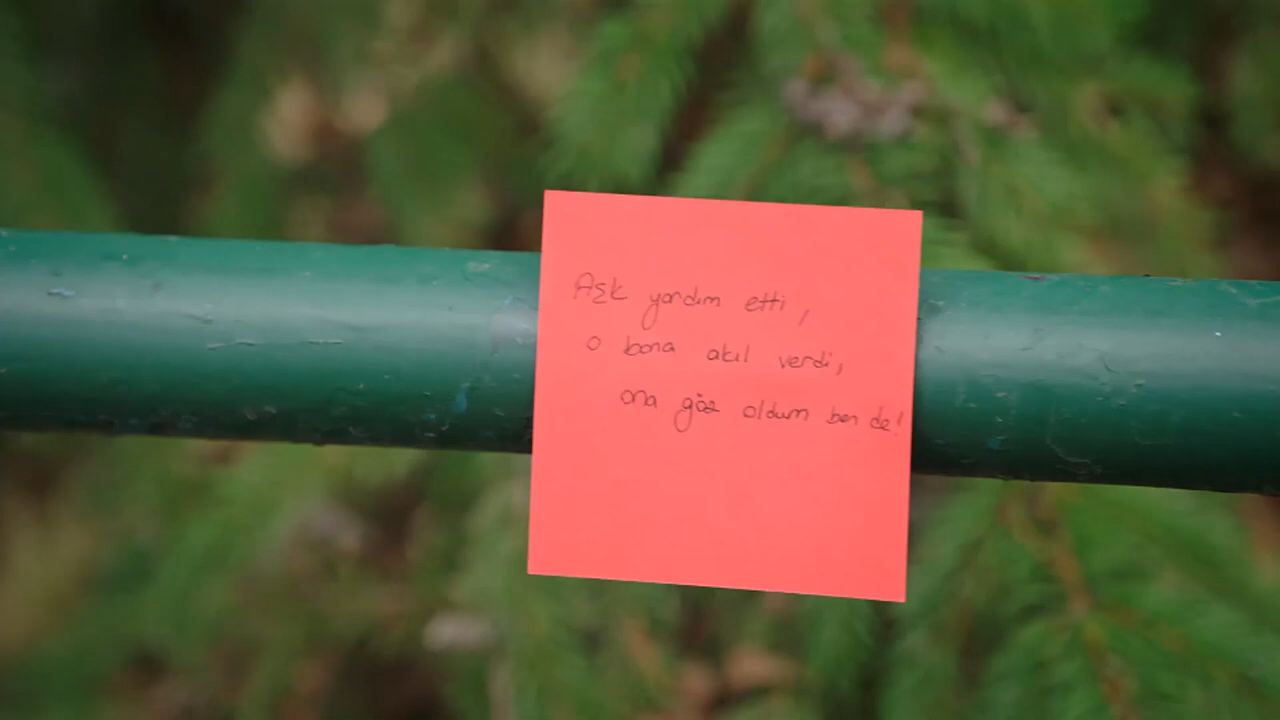 Aşk yardım etti,
o bana akıl verdi,
ona göz oldum ben de!